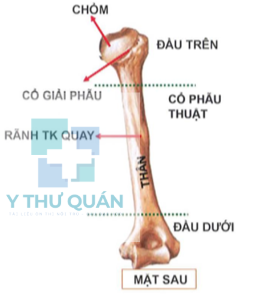 CHỎM
ĐẦU TRÊN
CỔ GIẢI PHẪU
CỔ PHẪU
THUẬT
RÃNH TK QUAY
THÂN
Y THƯ QUÁN
ĐẦU DƯỚI
MẶT SAU